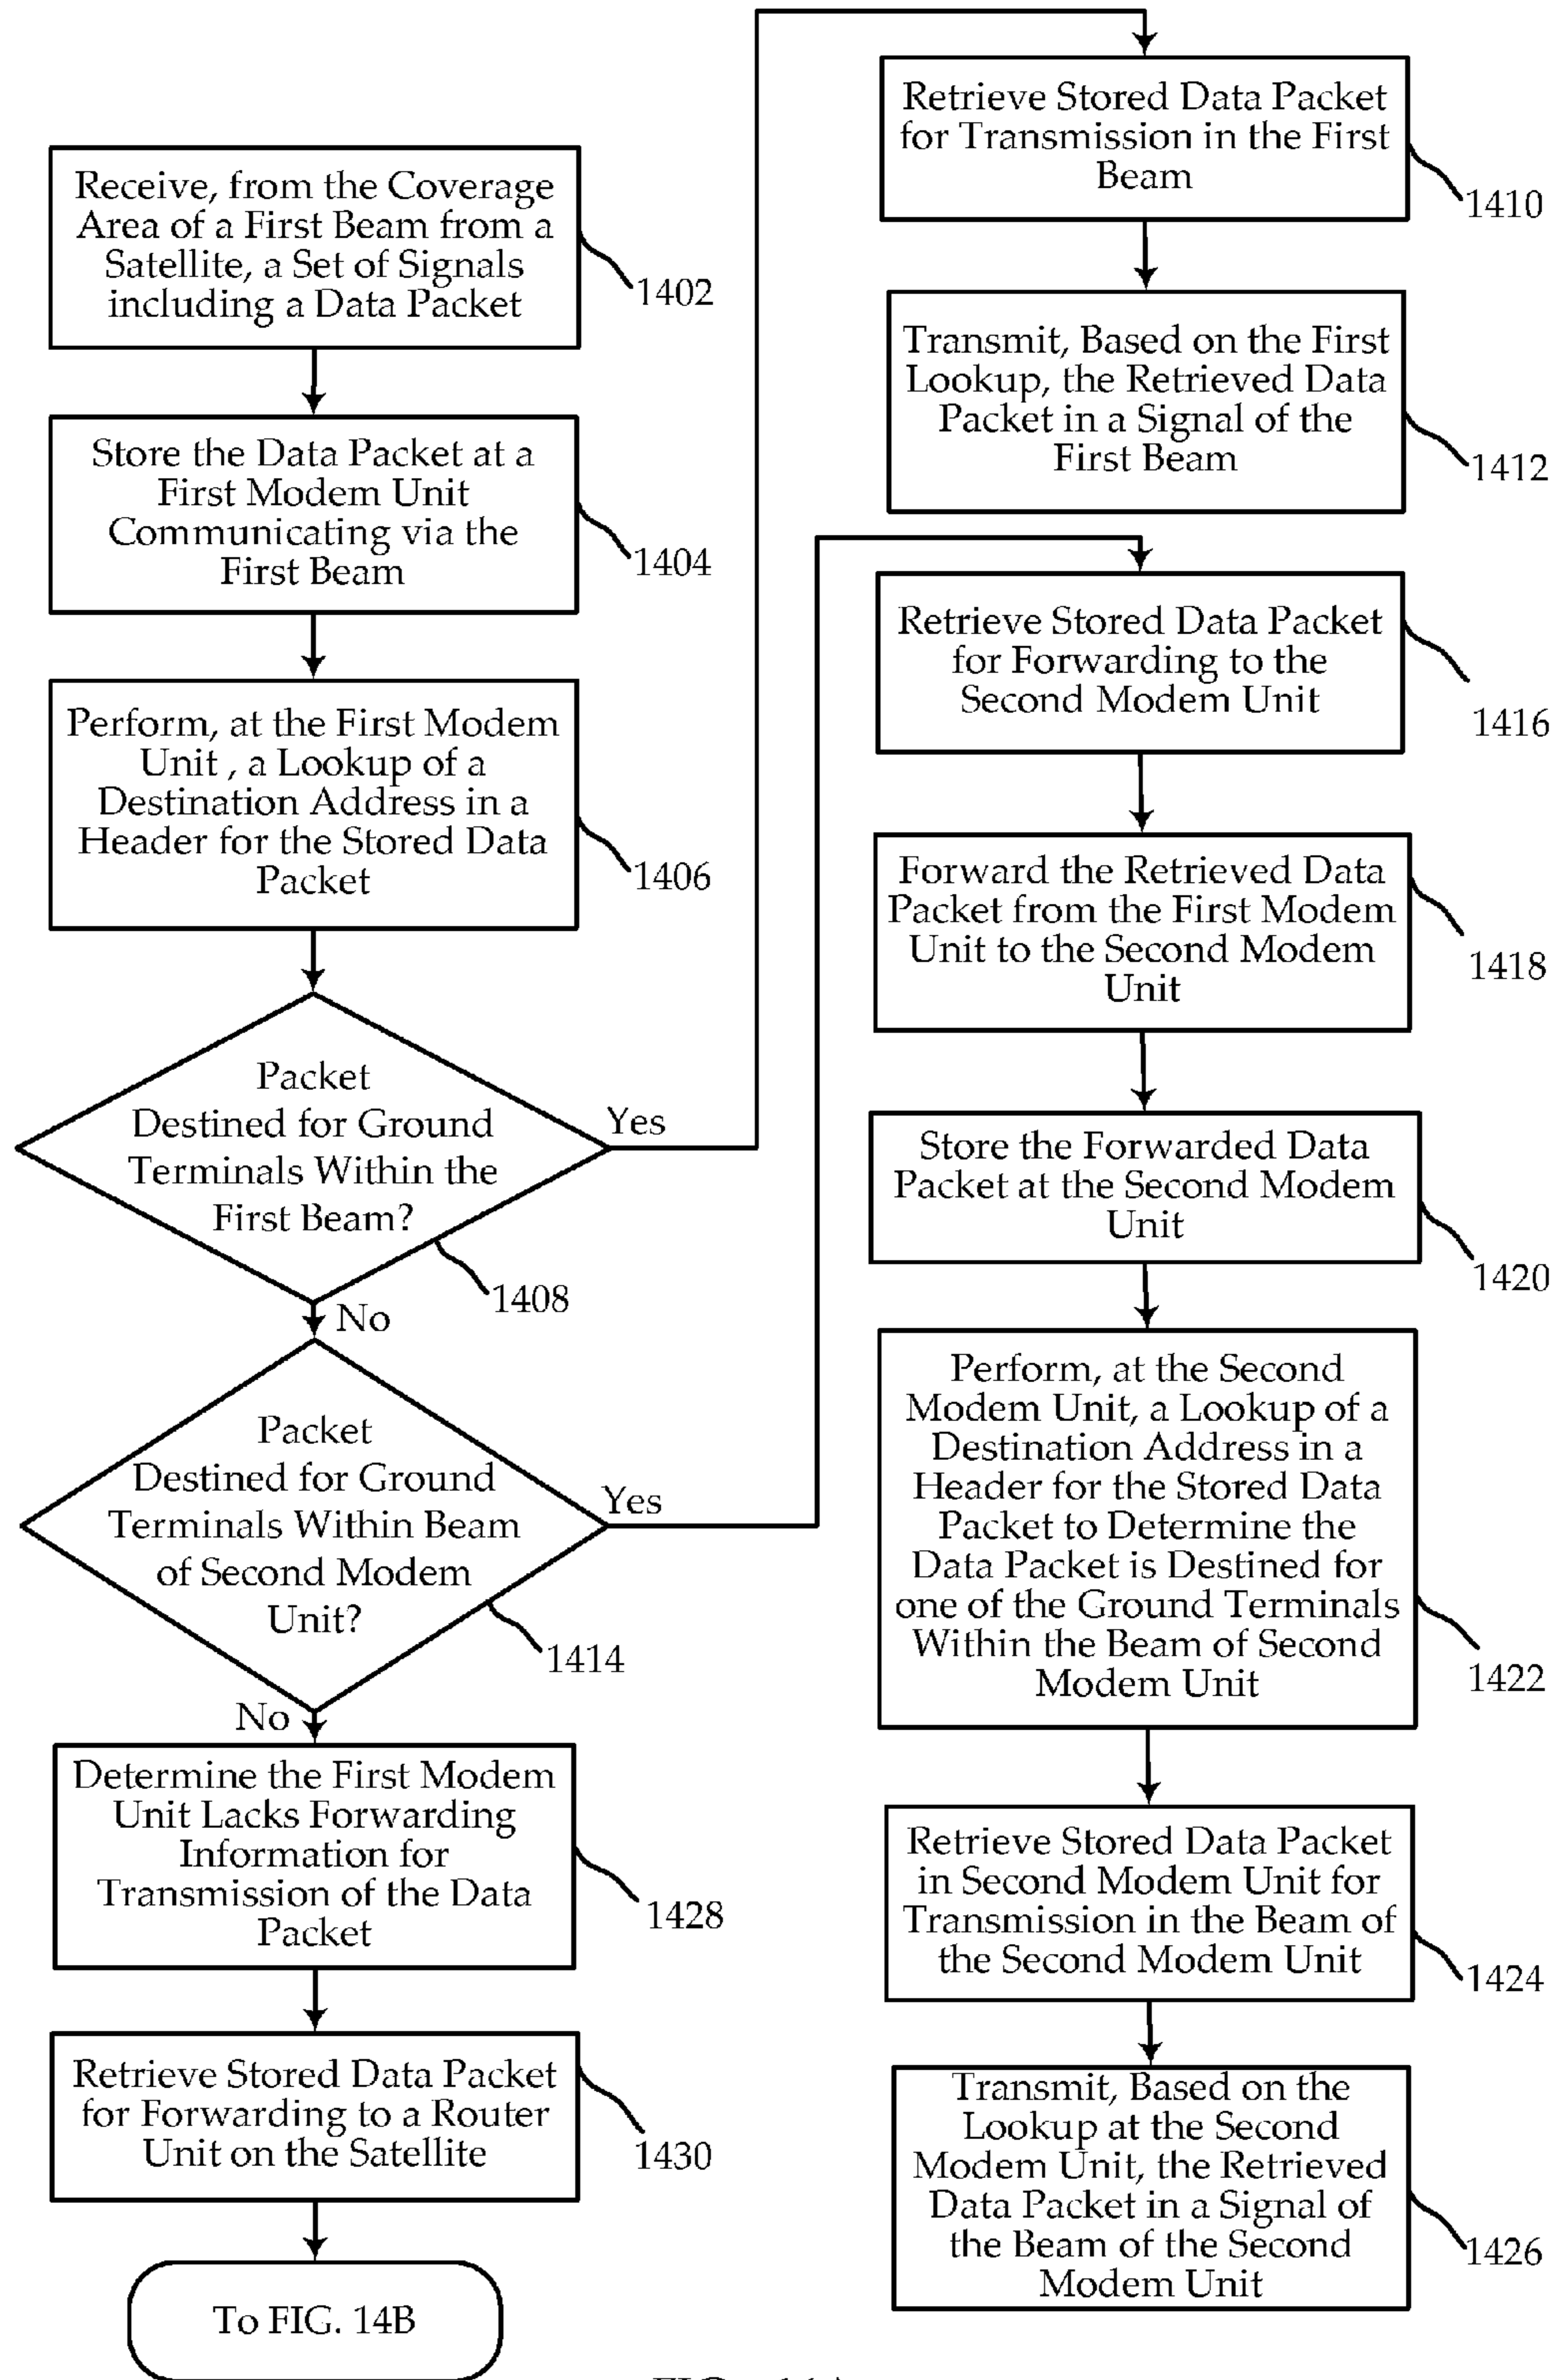 Receive, from the Coverage
Area of a First Beam from a
Satellite, a Set of Signals
including a Data Packet
1402
Store the Data Packet at a
First Modem Unit
Communicating via the
First Beam
1404
Perform, at the First Modem
Unit , a Lookup of a
Destination Address in a
Header for the Stored Data
Packet
1406
Packet
Destined for Ground
Terminals Within the
First Beam?
Yes
1408
No
Packet
Destined for Ground
Terminals Within Beam
of Second Modem
Unit?
Yes
1414
No
Determine the First Modem
Unit Lacks Forwarding
Information for
Transmission of the Data
Packet
1428
Retrieve Stored Data Packet
for Forwarding to a Router
Unit on the Satellite
1430
To FIG. 14B
Retrieve Stored Data Packet
for Transmission in the First
Beam
1410
Transmit, Based on the First
Lookup, the Retrieved Data
Packet in a Signal of the
First Beam
1412
Retrieve Stored Data Packet
for Forwarding to the
Second Modem Unit
1416
Forward the Retrieved Data
Packet from the First Modem
Unit to the Second Modem
Unit
1418
Store the Forwarded Data
Packet at the Second Modem
Unit
1420
Perform, at the Second
Modem Unit, a Lookup of a
Destination Address in a
Header for the Stored Data
Packet to Determine the
Data Packet is Destined for
one of the Ground Terminals
Within the Beam of Second
Modem Unit
1422
Retrieve Stored Data Packet
in Second Modem Unit for
Transmission in the Beam of
the Second Modem Unit
1424
Transmit, Based on the
Lookup at the Second
Modem Unit, the Retrieved
Data Packet in a Signal of
the Beam of the Second
Modem Unit
1426